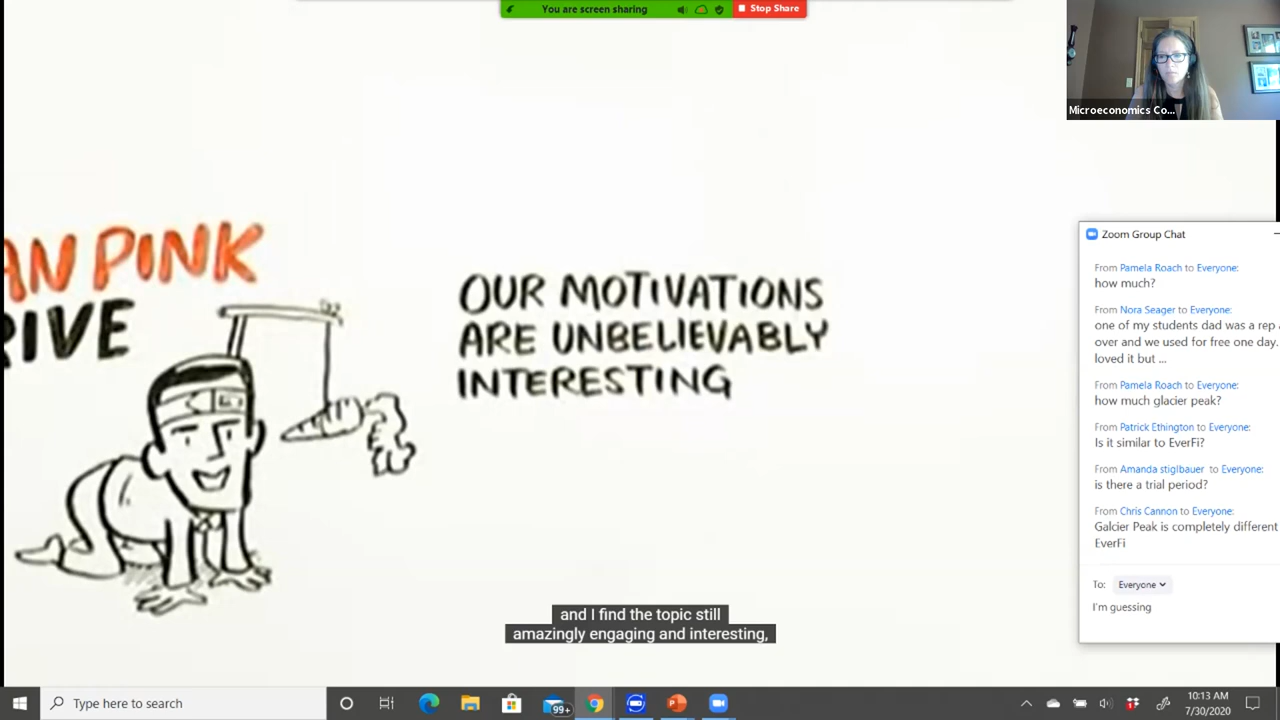 You are screen sharing
Stop Share
Microeconomics Co...
AN PINK
RIVE
OUR MOTIVATIONS
ARE UNBELIEVABLY
INTERESTING
Zoom Group Chat
From Pamela Roach to Everyone:
how much?
From Nora Seager to Everyone:
one of my students dad was a rep
over and we used for free one day.
loved it but ...
From Pamela Roach to Everyone:
how much glacier peak?
From Patrick Ethington to Everyone:
Is it similar to EverFi?
From Amanda stiglbauer to Everyone:
is there a trial period?
From Chris Cannon to Everyone:
Galcier Peak is completely different
EverFi
To: Everyone
I'm guessing
and I find the topic still
amazingly engaging and interesting,
Type here to search
99+
10:13 AM
7/30/2020